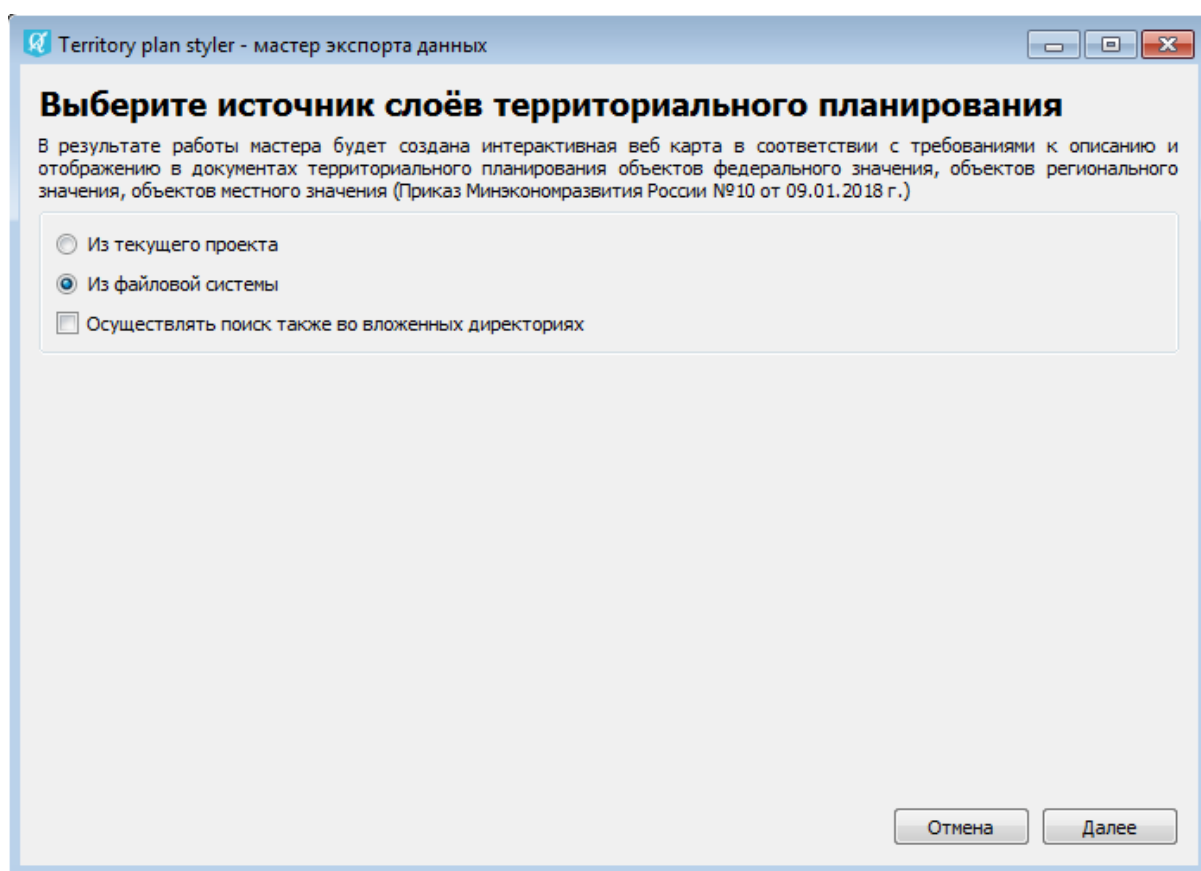 Territory plan styler - мастер экспорта данных
Выберите источник слоёв территориального планирования
В результате работы мастера будет создана интерактивная веб карта в соответствии с требованиями к описанию и
отображению в документах территориального планирования объектов федерального значения, объектов регионального
значения, объектов местного значения (Приказ Минэкономразвития России №10 от 09.01.2018 г.)
Из текущего проекта
Из файловой системы
Осуществлять поиск также во вложенных директориях
Отмена
Далее